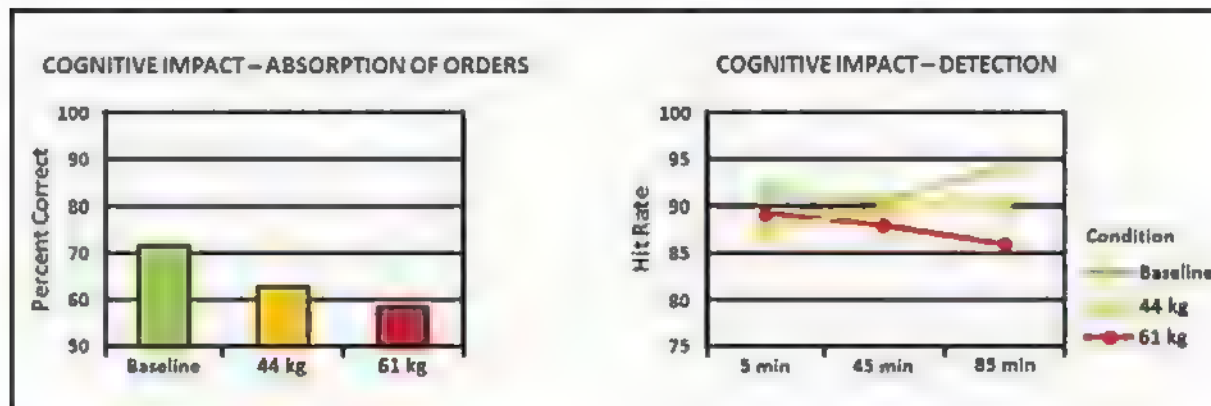 COGNITIVE IMPACT – ABSORPTION OF ORDERS
Percent Correct
100
90
80
70
60
50
Baseline
44 kg
61 kg
COGNITIVE IMPACT – DETECTION
Hit Rate
100
95
90
85
80
75
5 min
45 min
85 min
Condition
Baseline
44 kg
61 kg